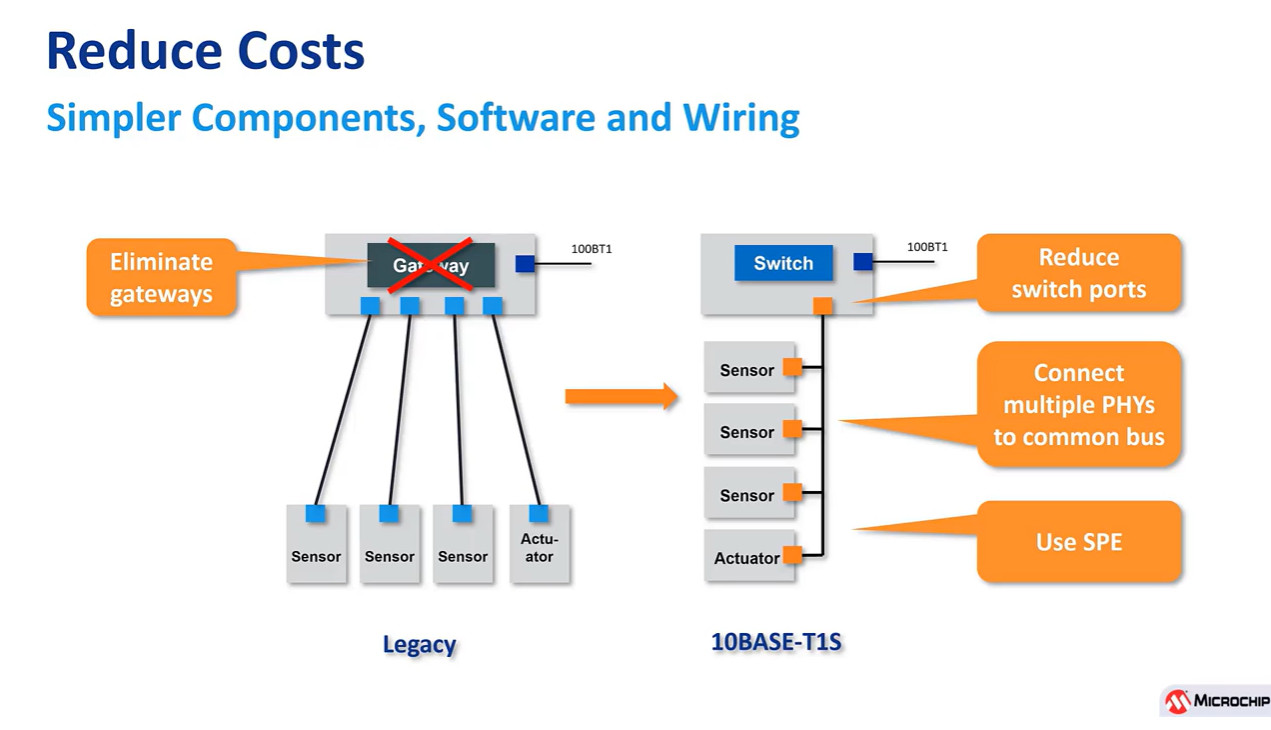 Reduce Costs
Simpler Components, Software and Wiring
Eliminate
gateways
Gateway
100BT1
Sensor
Sensor
Sensor
Actu-
ator
Legacy
Switch
100BT1
Sensor
Sensor
Sensor
Actuator
10BASE-T1S
Reduce
switch ports
Connect
multiple PHYs
to common bus
Use SPE
MICROCHIP